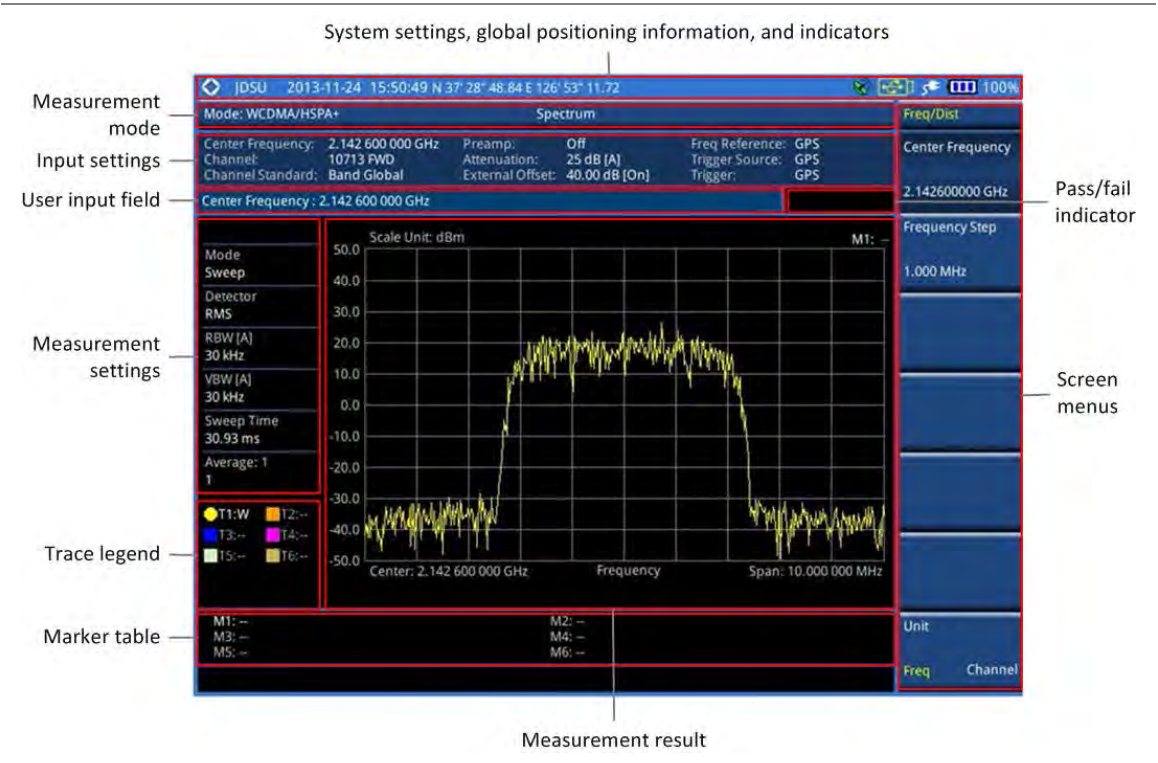 System settings, global positioning information, and indicators
JDSU 2013-11-24 15:50:49 N 37° 28" 48.84 E 126° 53" 11.72 100%
Measurement mode
Mode: WCDMA/HSPA+ Spectrum
Freq/Dist
Input settings
Center Frequency: 2.142 600 000 GHz Preamp: Off Freq Reference: GPS
Channel: 10713 FWD Attenuation: 25 dB [A] Trigger Source: GPS
Channel Standard: Band Global External Offset: 40.00 dB [On] Trigger: GPS
Center Frequency
2.142600000 GHz
User input field
Center Frequency : 2.142 600 000 GHz
Pass/fail indicator
Frequency Step
1.000 MHz
Measurement settings
Mode
Sweep
Detector
RMS
RBW [A]
30 kHz
VBW [A]
30 kHz
Sweep Time
30.93 ms
Average: 1
1
Scale Unit: dBm M1: --
50.0
40.0
30.0
20.0
10.0
0.0
-10.0
-20.0
-30.0
-40.0
-50.0
Center: 2.142 600 000 GHz Frequency Span: 10.000 000 MHz
Screen menus
Trace legend
T1:W T2:--
T3:-- T4:--
T5:-- T6:--
Marker table
M1: -- M2: --
M3: -- M4: --
M5: -- M6: --
Unit
Freq Channel
Measurement result